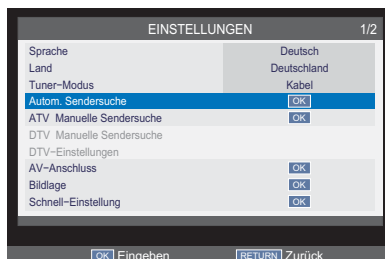 EINSTELLUNGEN 1/2
Sprache Deutsch
Land Deutschland
Tuner-Modus Kabel
Autom. Sendersuche OK
ATV Manuelle Sendersuche OK
DTV Manuelle Sendersuche
DTV-Einstellungen
AV-Anschluss OK
Bildlage OK
Schnell-Einstellung OK
OK Eingeben RETURN Zurück